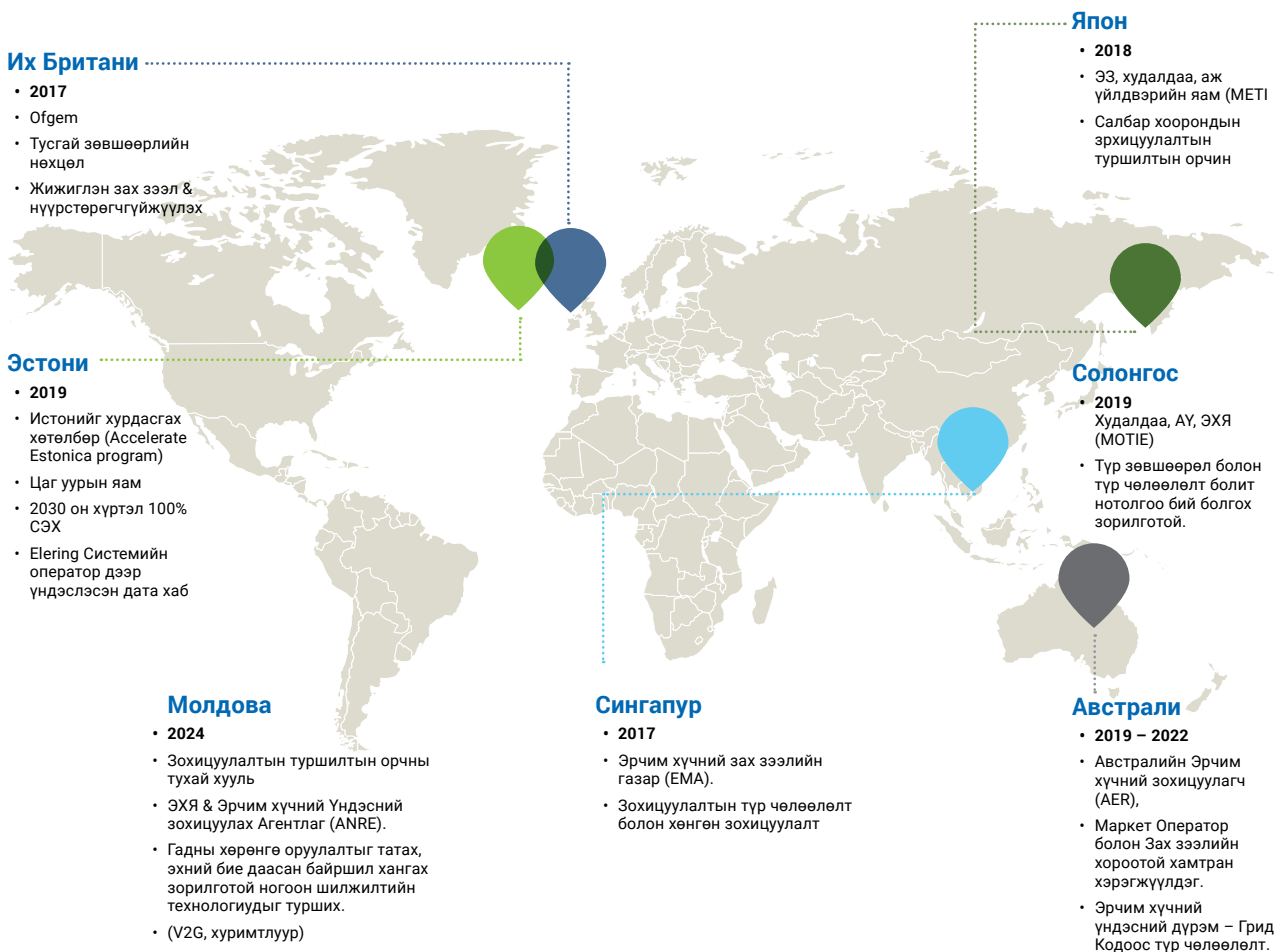 Их Британи
• 2017
• Ofgem
• Тусгай зөвшөөрлийн
нөхцөл
• Жижиглэн зах зээл &
нүүрстөрөгчгүйжүүлэх
Эстони
• 2019
• Истонийг хурдасгах
хөтөлбөр (Accelerate
Estonica program)
• Цаг уурын яам
• 2030 он хүртэл 100%
СЭХ
• Elering Системийн
оператор дээр
үндэслэсэн дата хаб
Молдова
• 2024
• Зохицуулалтын туршилтын орчны
тухай хууль
• ЭХЯ & Эрчим хүчний Үндэсний
зохицуулах Агентлаг (ANRE).
• Гадны хөрөнгө оруулалтыг татах,
эхний бие даасан байршил хангах
зорилготой ногоон шилжилтийн
технологиудыг турших.
• (V2G, хуримтлуур)
Сингапур
• 2017
• Эрчим хүчний зах зээлийн
газар (EMA).
• Зохицуулалтын түр чөлөөлөлт
болон хөнгөн зохицуулалт
Япон
• 2018
• ЭЗ, худалдаа, аж
үйлдвэрийн яам (METI
• Салбар хоорондын
зрхицуулалтын
туршилтын орчин
Солонгос
• 2019
Худалдаа, АҮ, ЭХЯ
(MOTIE)
• Түр зөвшөөрөл болон
түр чөлөөлөлт болит
нотолгоо бий болгох
зорилготой.
Австрали
• 2019 – 2022
• Австралийн Эрчим
хүчний зохицуулагч
(AER),
• Маркет Оператор
болон Зах зээлийн
хороотой хамтран
хэрэгжүүлдэг.
• Эрчим хүчний
үндэсний дүрэм – Грид
Кодоос түр чөлөөлөлт.